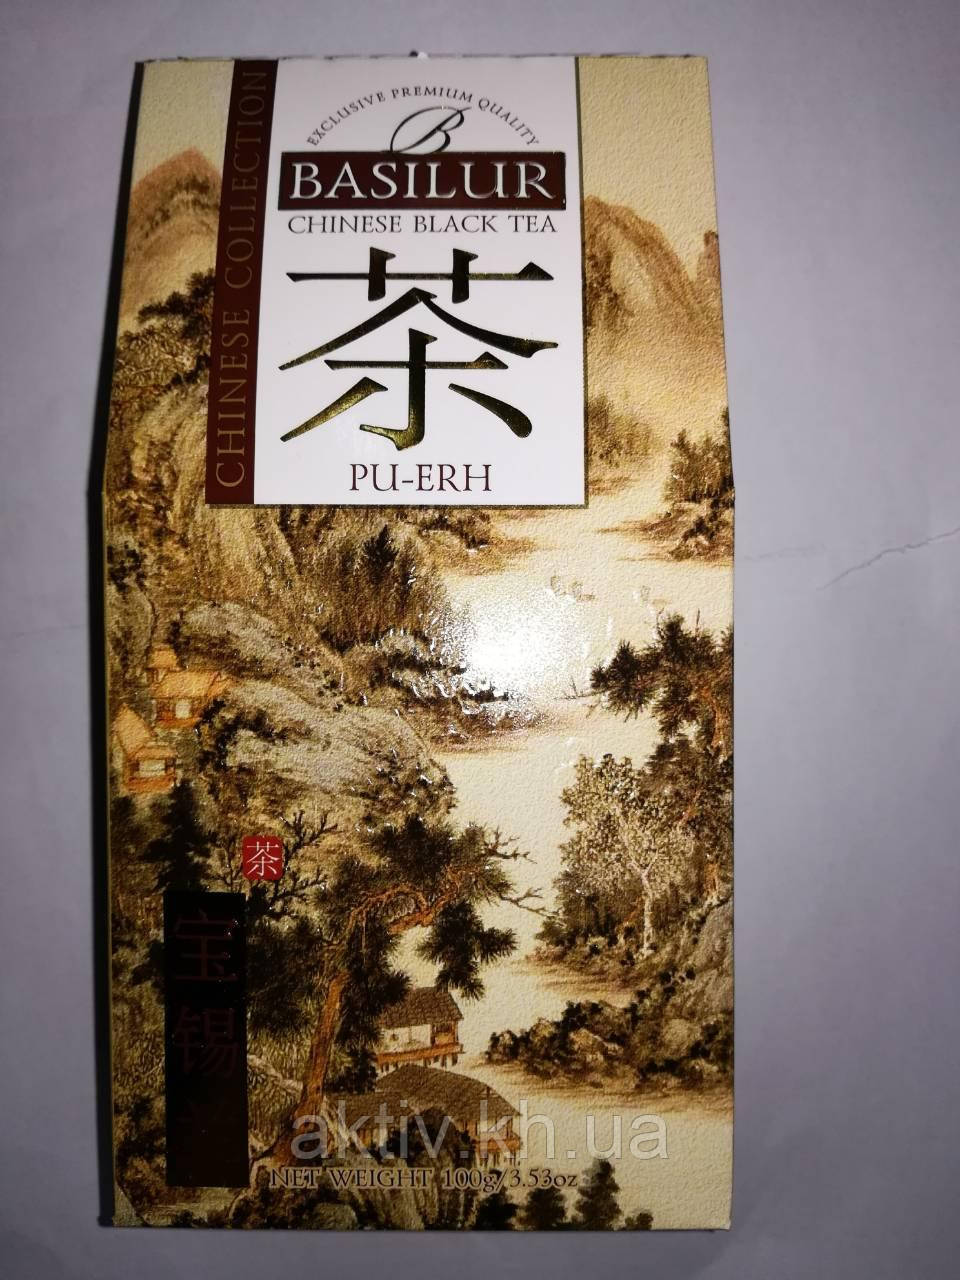 EXCLUSIVE PREMIUM QUALITY
B
BASILUR
CHINESE BLACK TEA
茶
PU-ERH
CHINESE COLLECTION
茶
宝
锡
aktiv.kh.ua
NET WEIGHT 100g/3.53oz